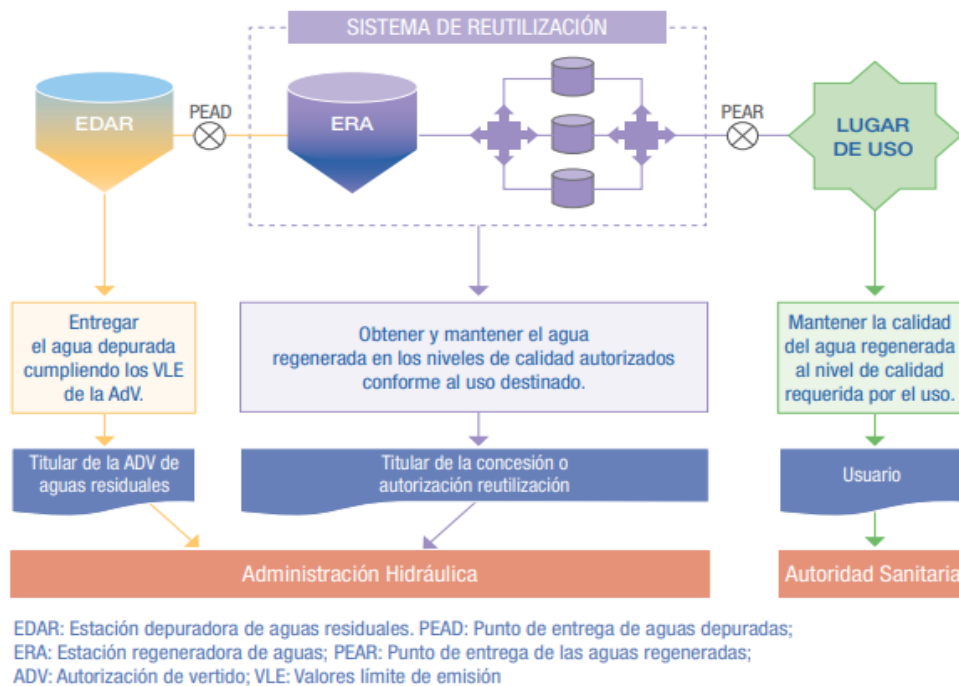 SISTEMA DE REUTILIZACIÓN
EDAR
PEAD
ERA
PEAR
LUGAR
DE USO
Entregar
el agua depurada
cumpliendo los VLE
de la AdV.
Obtener y mantener el agua
regenerada en los niveles de calidad autorizados
conforme al uso destinado.
Mantener la calidad
del agua regenerada
al nivel de calidad
requerida por el uso.
Titular de la ADV de
aguas residuales
Titular de la concesión o
autorización reutilización
Usuario
Administración Hidráulica
Autoridad Sanitaria
EDAR: Estación depuradora de aguas residuales. PEAD: Punto de entrega de aguas depuradas;
ERA: Estación regeneradora de aguas; PEAR: Punto de entrega de las aguas regeneradas;
ADV: Autorización de vertido; VLE: Valores límite de emisión